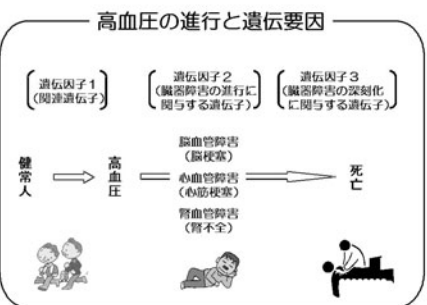 高血圧の進行と遺伝要因
遺伝因子1
(関連遺伝子)
遺伝因子2
(臓器障害の進行に
関与する遺伝子)
遺伝因子3
(臓器障害の深刻化
に関与する遺伝子)
健常人
高血圧
脳血管障害
(脳梗塞)
心血管障害
(心筋梗塞)
腎血管障害
(腎不全)
死亡